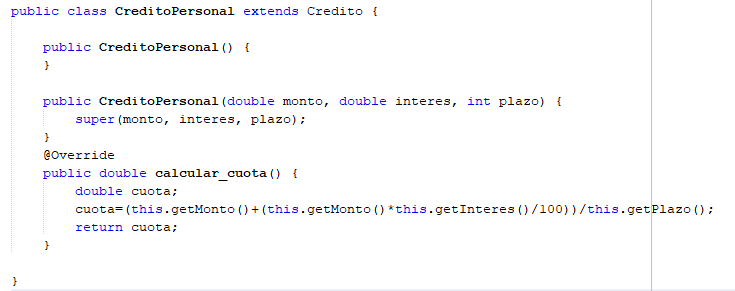 public class CreditoPersonal extends Credito {
public CreditoPersonal() {
}
public CreditoPersonal(double monto, double interes, int plazo) {
super(monto, interes, plazo);
}
@Override
public double calcular_cuota() {
double cuota;
cuota=(this.getMonto()+(this.getMonto()*this.getInteres()/100))/this.getPlazo();
return cuota;
}
}